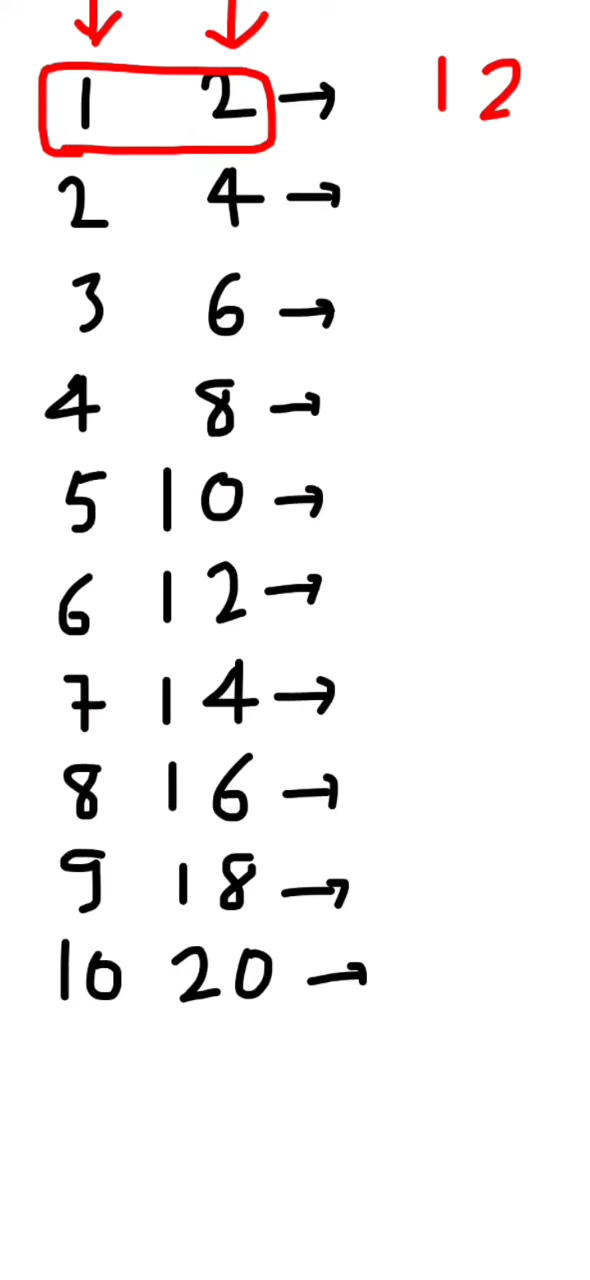 1 2 → 12
2 4 →
3 6 →
4 8 →
5 10 →
6 12 →
7 14 →
8 16 →
9 18 →
10 20 →